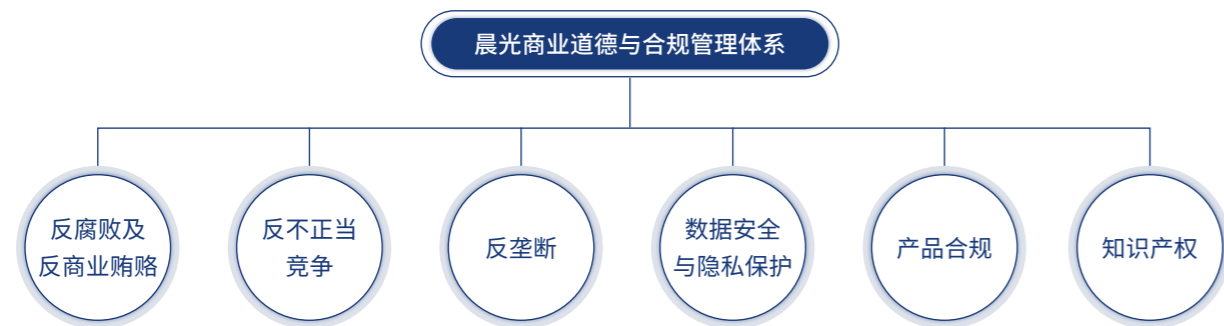 晨光商业道德与合规管理体系
反腐败及
反商业贿赂
反不正当
竞争
反垄断
数据安全
与隐私保护
产品合规
知识产权